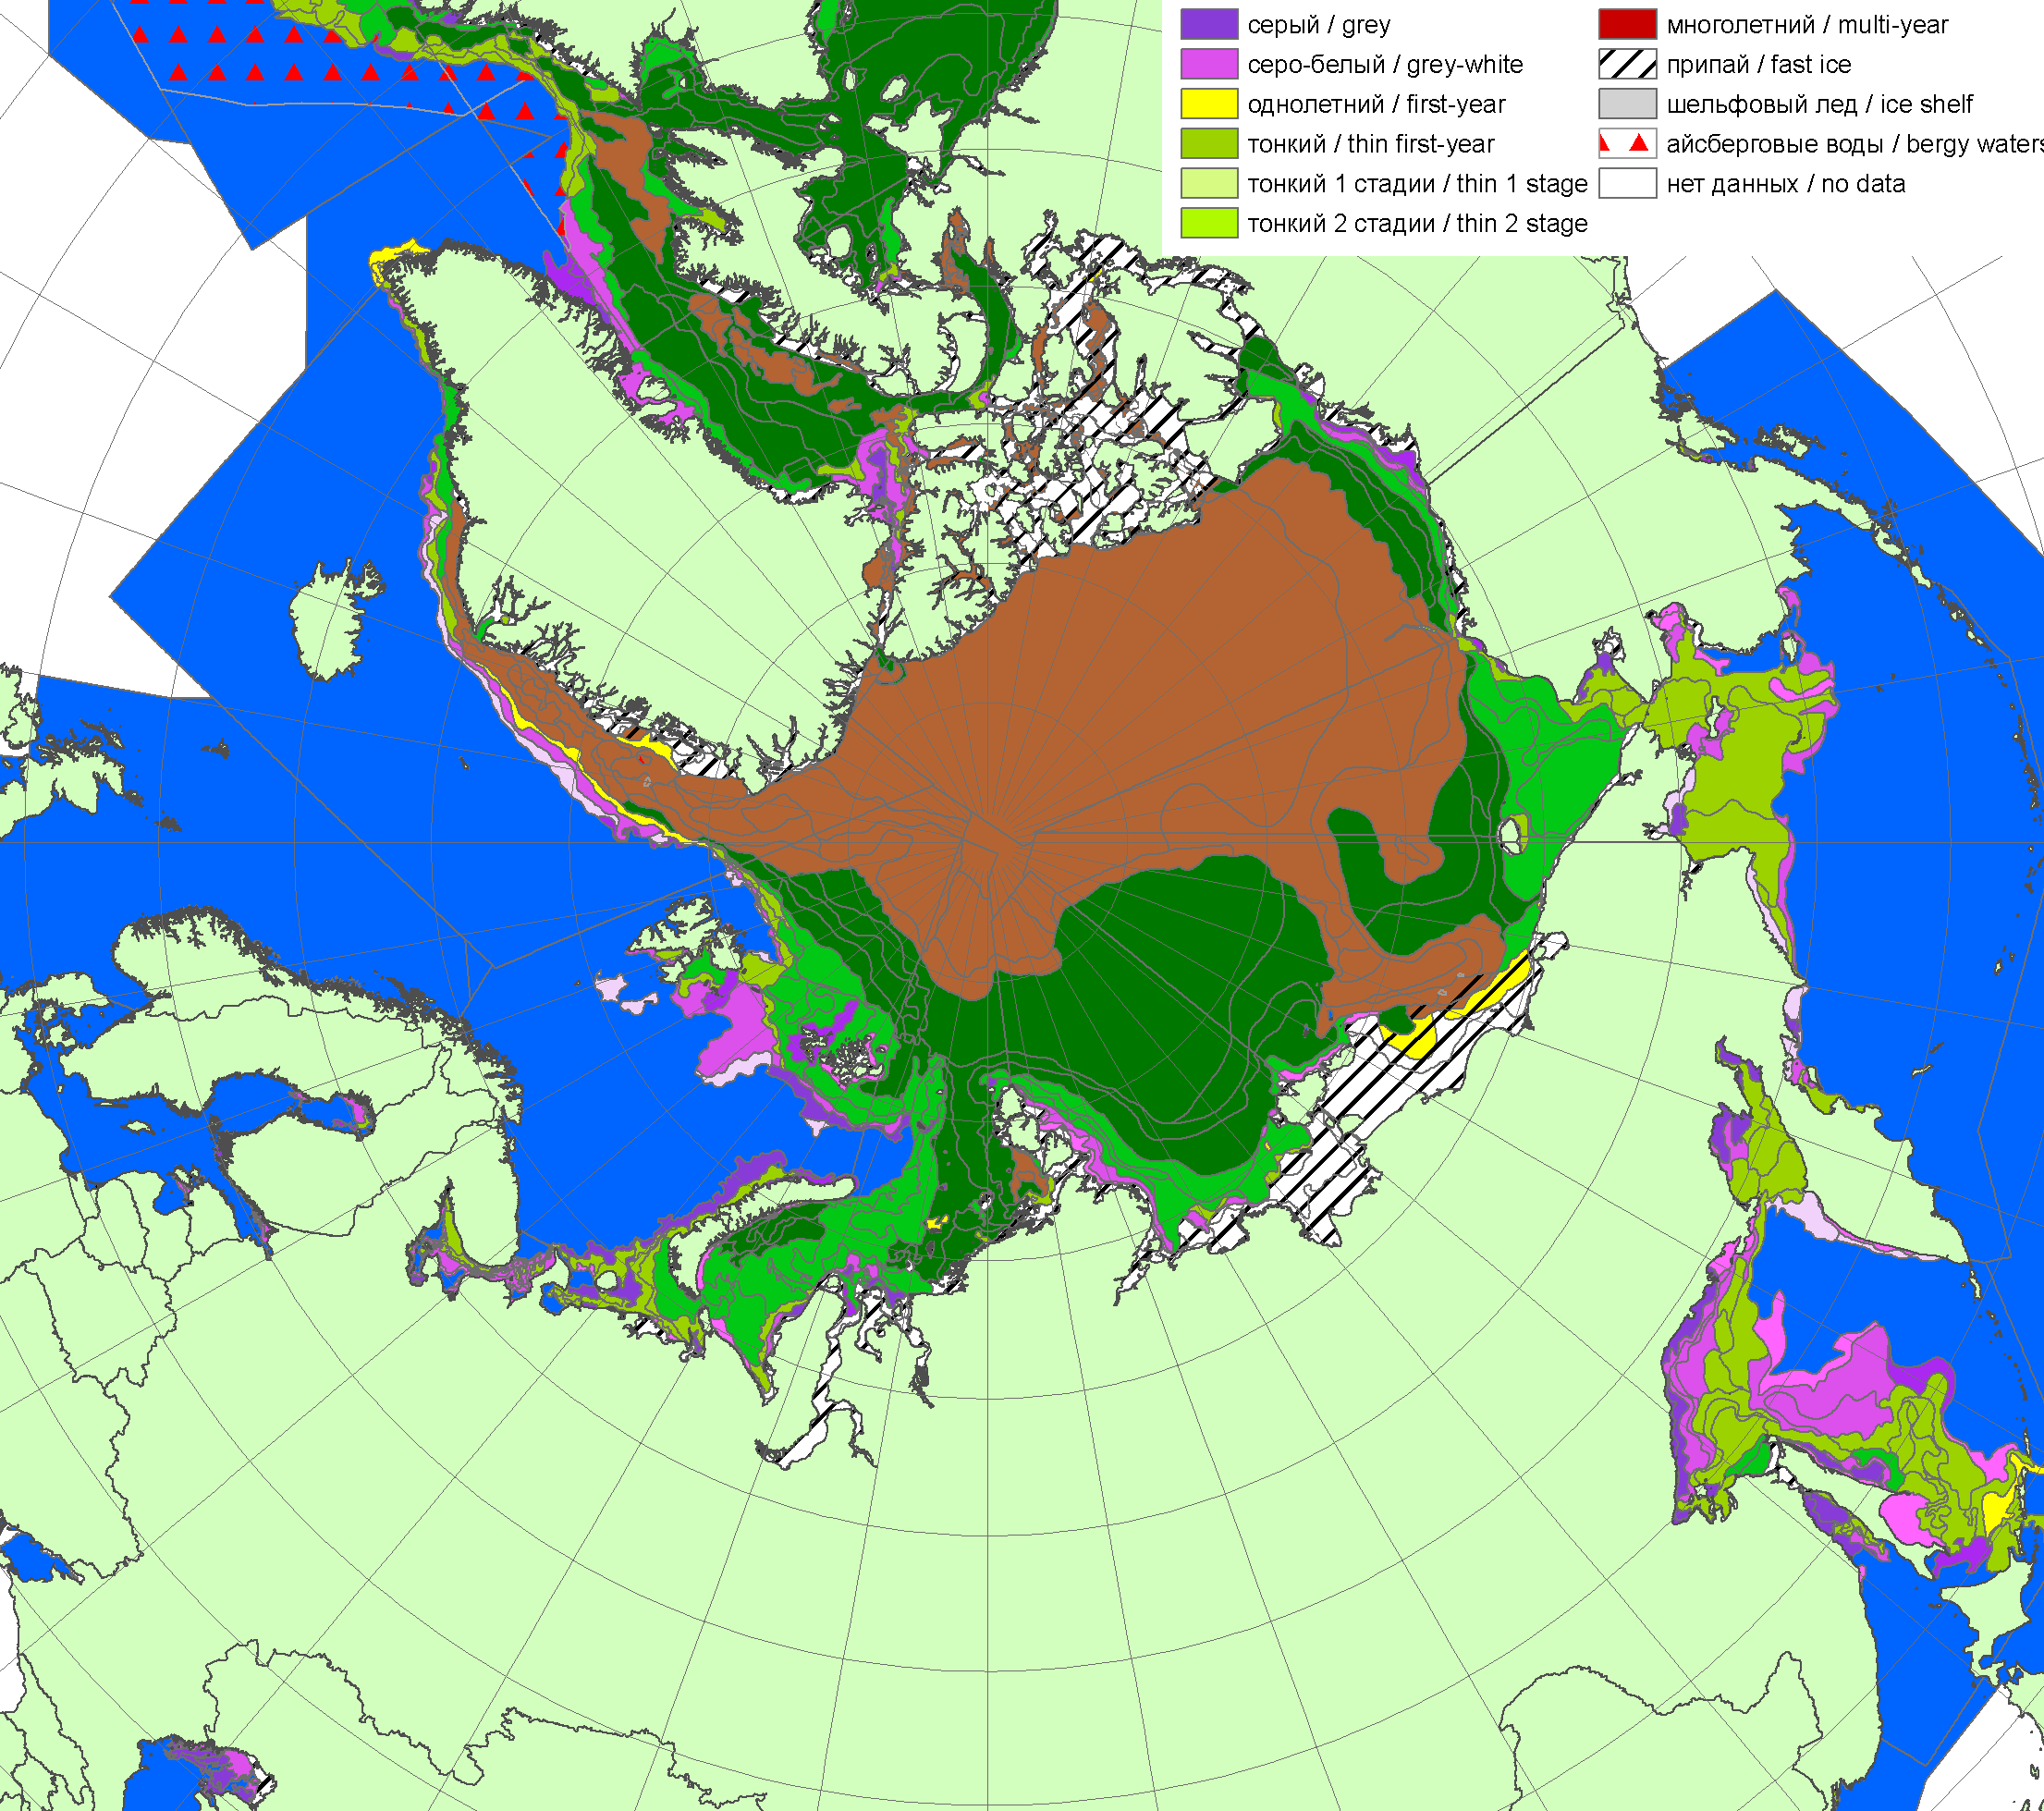 серый / grey
серо-белый / grey-white
однолетний / first-year
тонкий / thin first-year
тонкий 1 стадии / thin 1 stage
тонкий 2 стадии / thin 2 stage
многолетний / multi-year
припай / fast ice
шельфовый лед / ice shelf
айсберговые воды / bergy waters
нет данных / no data